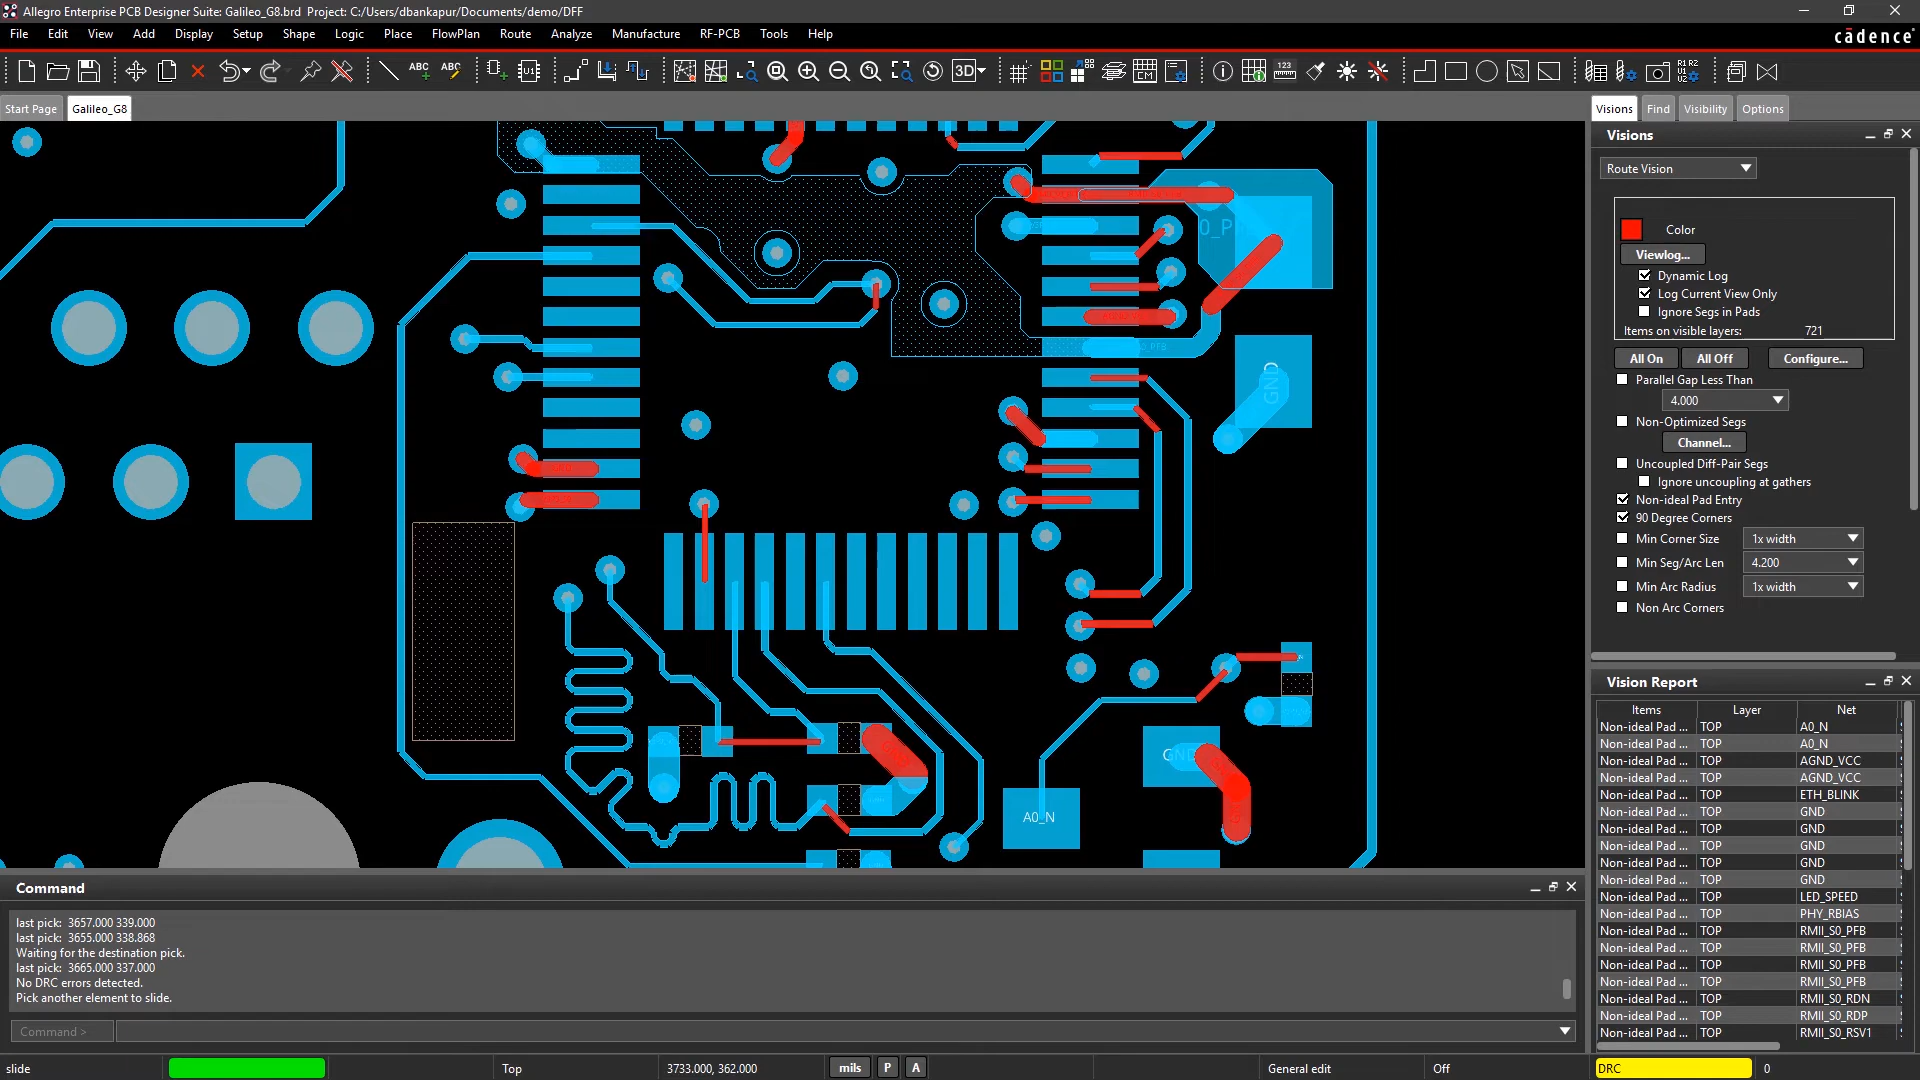 Allegro Enterprise PCB Designer Suite: Galileo_G8.brd  Project: C:/Users/dbankapur/Documents/demo/DFF
File Edit View Add Display Setup Shape Logic Place FlowPlan Route Analyze Manufacture RF-PCB Tools Help
cādence
Start Page
Galileo_G8
Visions Find Visibility Options
Visions
Route Vision
Color
Viewlog...
Dynamic Log
Log Current View Only
Ignore Segs in Pads
Items on visible layers: 721
All On All Off Configure...
Parallel Gap Less Than
4.000
Non-Optimized Segs
Channel...
Uncoupled Diff-Pair Segs
Ignore uncoupling at gathers
Non-ideal Pad Entry
90 Degree Corners
Min Corner Size 1x width
Min Seg/Arc Len 4.200
Min Arc Radius 1x width
Non Arc Corners
GND
GND
A0_N
Vision Report
Items Layer Net
Non-ideal Pad ... TOP A0_N
Non-ideal Pad ... TOP A0_N
Non-ideal Pad ... TOP AGND_VCC
Non-ideal Pad ... TOP AGND_VCC
Non-ideal Pad ... TOP ETH_BLINK
Non-ideal Pad ... TOP GND
Non-ideal Pad ... TOP GND
Non-ideal Pad ... TOP GND
Non-ideal Pad ... TOP GND
Non-ideal Pad ... TOP GND
Non-ideal Pad ... TOP LED_SPEED
Non-ideal Pad ... TOP PHY_RBIAS
Non-ideal Pad ... TOP RMII_S0_PFB
Non-ideal Pad ... TOP RMII_S0_PFB
Non-ideal Pad ... TOP RMII_S0_PFB
Non-ideal Pad ... TOP RMII_S0_PFB
Non-ideal Pad ... TOP RMII_S0_RDN
Non-ideal Pad ... TOP RMII_S0_RDP
Non-ideal Pad ... TOP RMII_S0_RSV1
Command
last pick:  3657.000 339.000
last pick:  3655.000 338.868
Waiting for the destination pick.
last pick:  3665.000 337.000
No DRC errors detected.
Pick another element to slide.
Command >
slide Top 3733.000, 362.000 mils P A General edit Off DRC 0